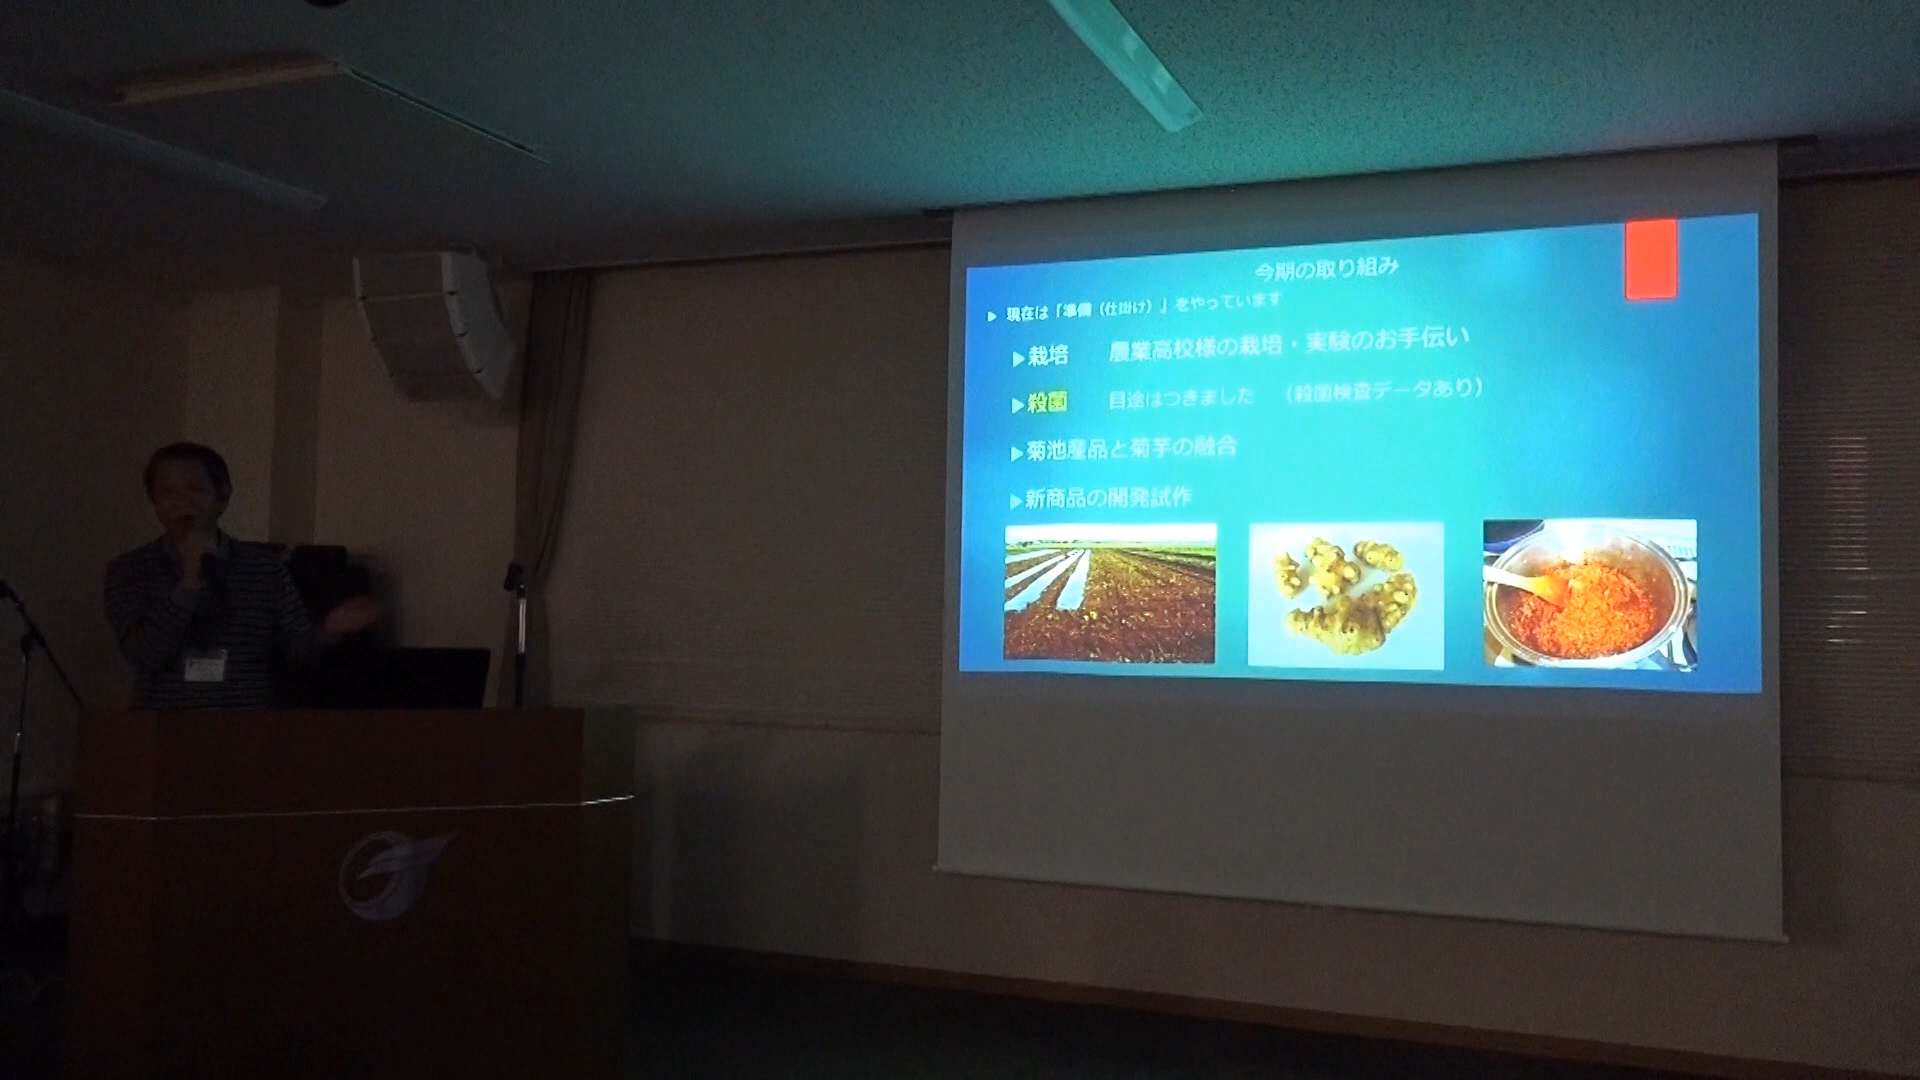 今期の取り組み
▶ 現在は「準備（仕掛け）」をやっています
▶栽培　農業高校様の栽培・実験のお手伝い
▶殺菌　目途はつきました　（殺菌検査データあり）
▶菊池産品と菊芋の融合
▶新商品の開発試作